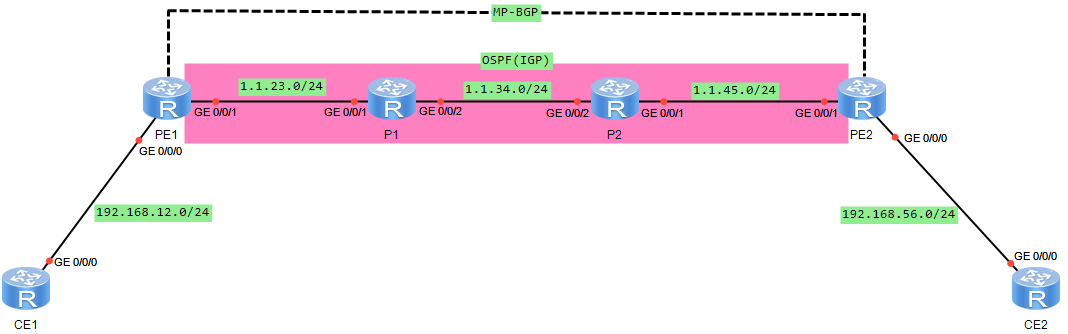 MP-BGP
OSPF(IGP)
1.1.23.0/24
1.1.34.0/24
1.1.45.0/24
GE 0/0/1
GE 0/0/1
GE 0/0/2
GE 0/0/2
GE 0/0/1
GE 0/0/1
R
R
R
R
PE1
P1
P2
PE2
GE 0/0/0
GE 0/0/0
192.168.12.0/24
192.168.56.0/24
GE 0/0/0
GE 0/0/0
R
R
CE1
CE2